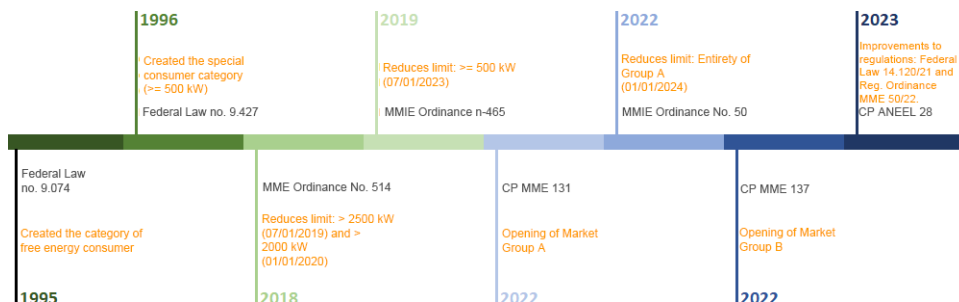 1996
Created the special
consumer category
(>= 500 kW)
Federal Law no. 9.427
2019
Reduces limit: >= 500 kW
(07/01/2023)
MMIE Ordinance n-465
2022
Reduces limit: Entirety of
Group A
(01/01/2024)
MMIE Ordinance No. 50
2023
Improvements to
regulations: Federal
Law 14.120/21 and
Reg. Ordinance
MME 50/22.
CP ANEEL 28
Federal Law
no. 9.074
Created the category of
free energy consumer
1995
MME Ordinance No. 514
Reduces limit: > 2500 kW
(07/01/2019) and >
2000 kW
(01/01/2020)
2018
CP MME 131
Opening of Market
Group A
2022
CP MME 137
Opening of Market
Group B
2022